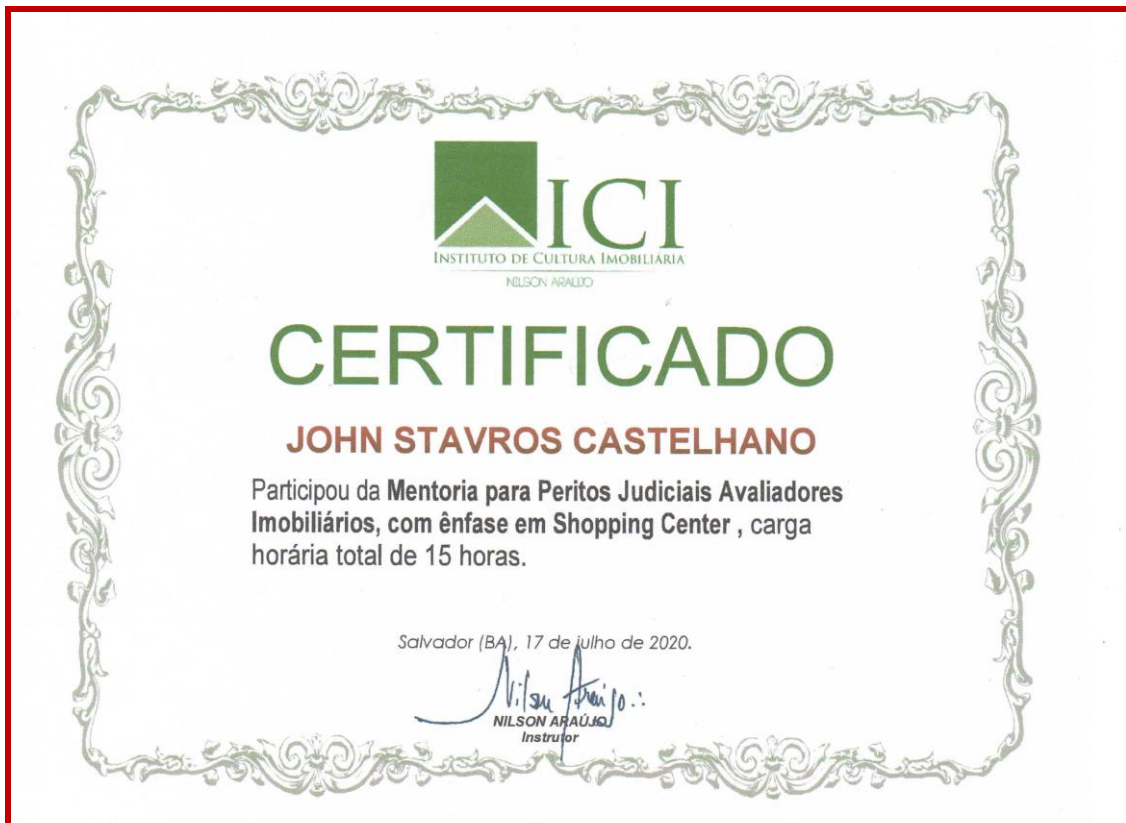 ICI
INSTITUTO DE CULTURA IMOBILIÁRIA
NILSON ARAÚJO
CERTIFICADO
JOHN STAVROS CASTELHANO
Participou da Mentoria para Peritos Judiciais Avaliadores
Imobiliários, com ênfase em Shopping Center , carga
horária total de 15 horas.
Salvador (BA), 17 de julho de 2020.
Nilson Araújo.:
NILSON ARAÚJO
Instrutor